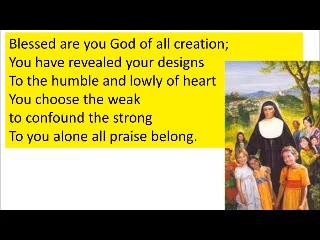 Blessed are you God of all creation;
You have revealed your designs
To the humble and lowly of heart
You choose the weak
to confound the strong
To you alone all praise belong.